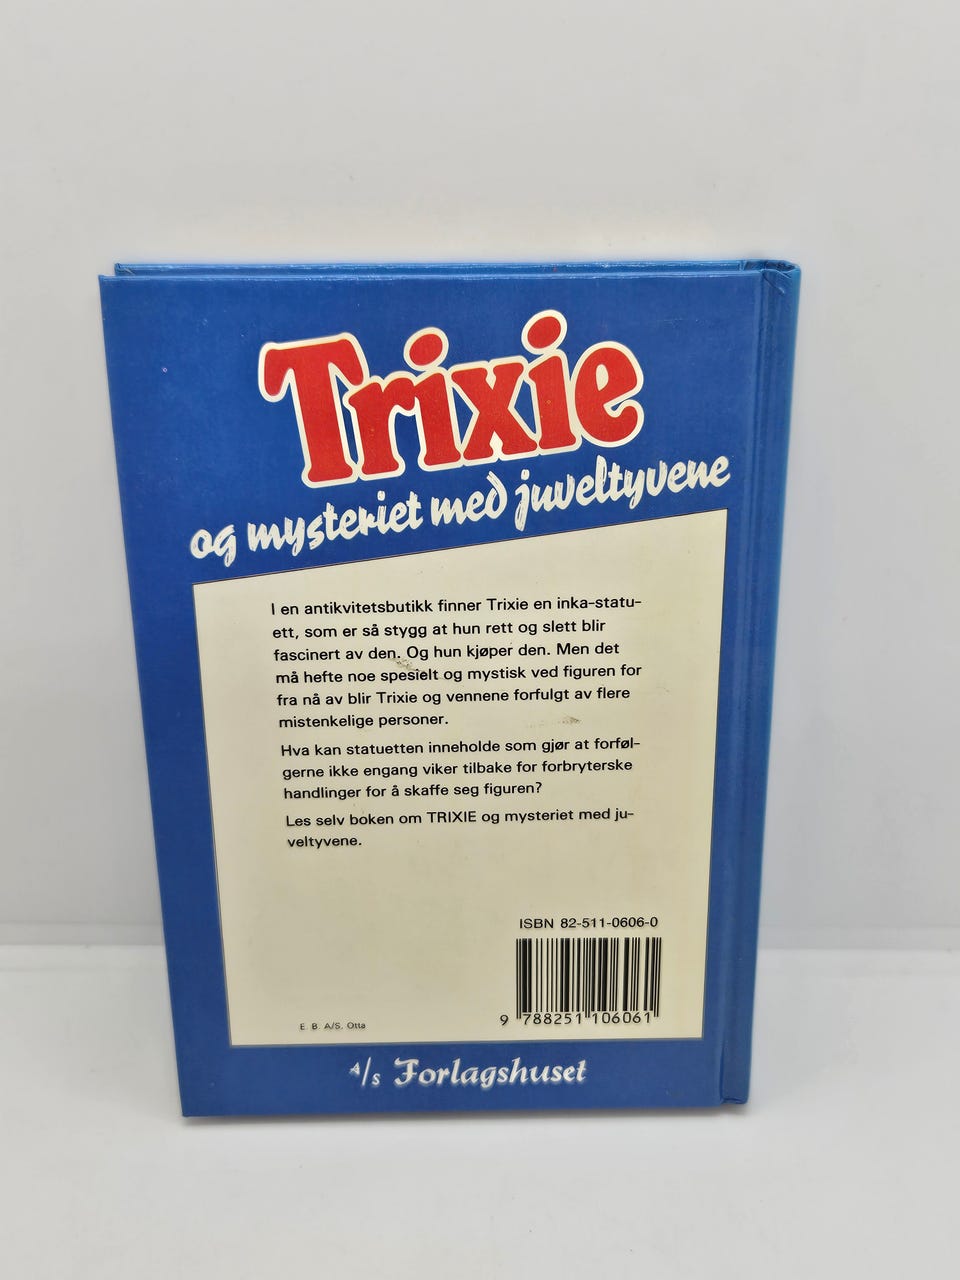 Trixie
og mysteriet med juveltyvene
I en antikvitetsbutikk finner Trixie en inka-statu-
ett, som er så stygg at hun rett og slett blir
fascinert av den. Og hun kjøper den. Men det
må hefte noe spesielt og mystisk ved figuren for
fra nå av blir Trixie og vennene forfulgt av flere
mistenkelige personer.
Hva kan statuetten inneholde som gjør at forføl-
gerne ikke engang viker tilbake for forbryterske
handlinger for å skaffe seg figuren?
Les selv boken om TRIXIE og mysteriet med ju-
veltyvene.
ISBN 82-511-0606-0
9 788251 106061
E. B. A/S. Otta
A/S Forlagshuset